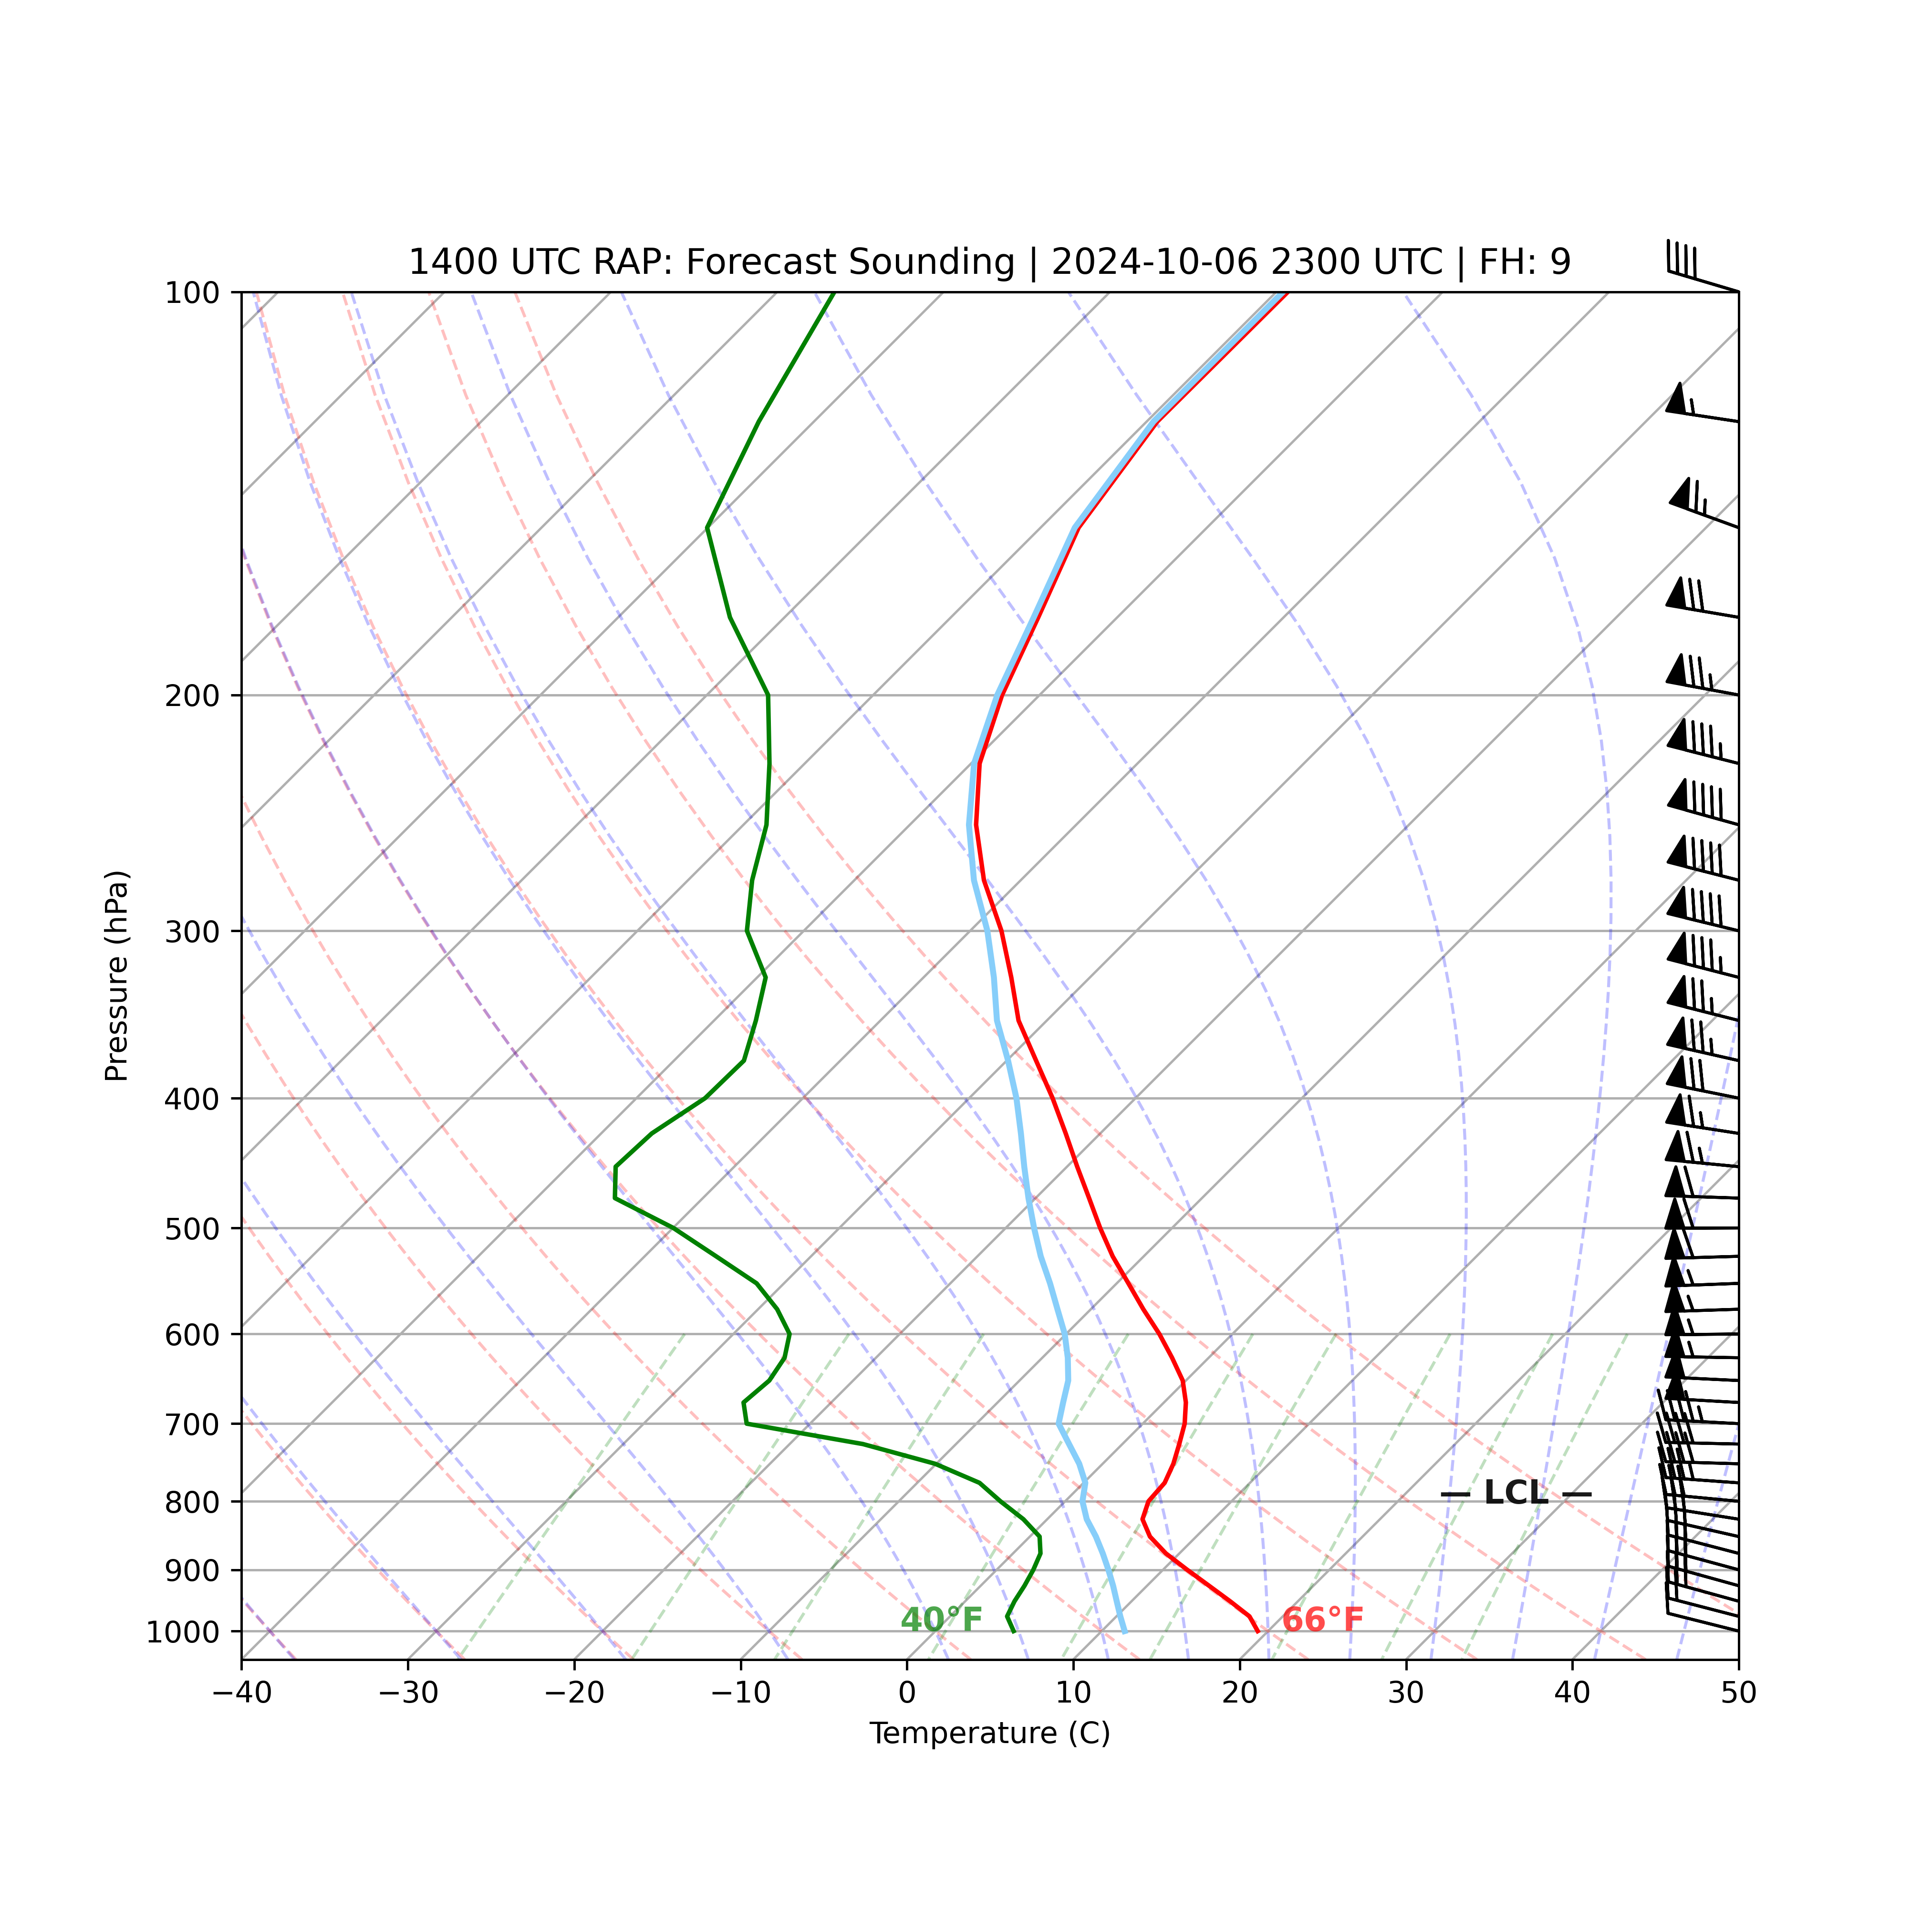 1400 UTC RAP: Forecast Sounding | 2024-10-06 2300 UTC | FH: 9
100
200
300
400
500
600
700
800
900
1000
Pressure (hPa)
— LCL —
40°F
66°F
−40 −30 −20 −10 0 10 20 30 40 50
Temperature (C)